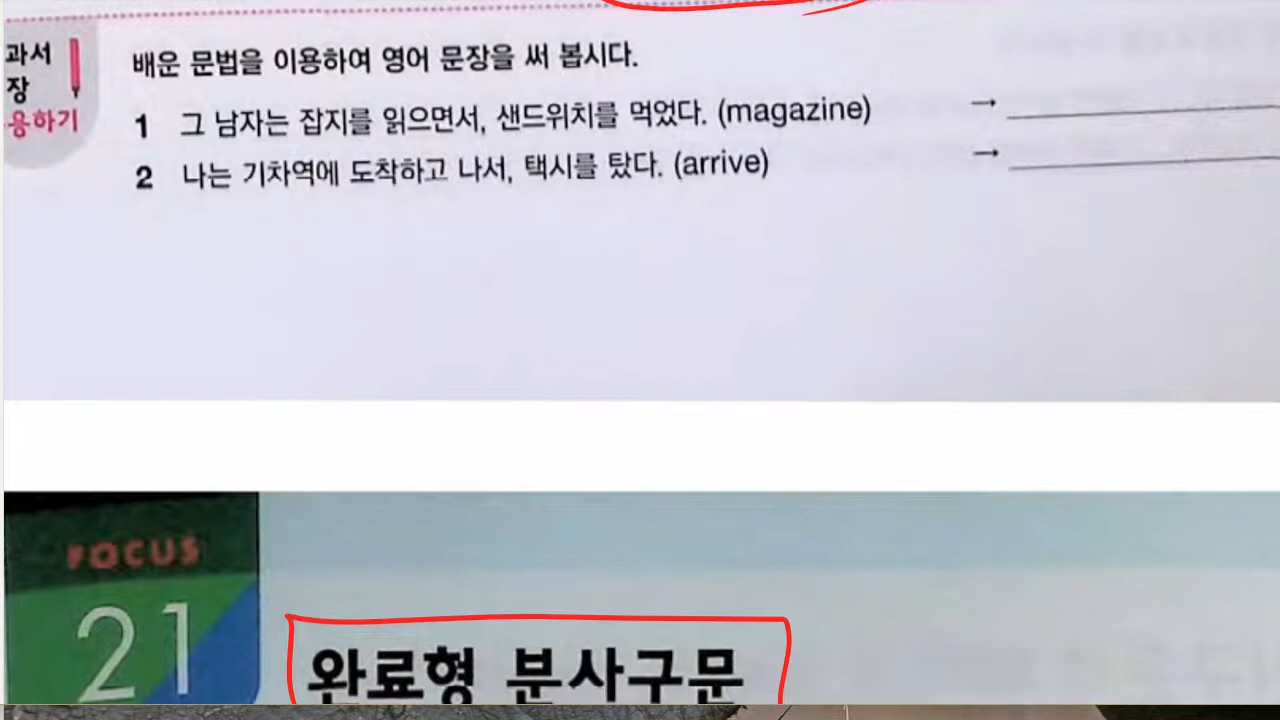 과서
장
용하기
배운 문법을 이용하여 영어 문장을 써 봅시다.
1 그 남자는 잡지를 읽으면서, 샌드위치를 먹었다. (magazine) →
2 나는 기차역에 도착하고 나서, 택시를 탔다. (arrive) →
FOCUS
21
완료형 분사구문